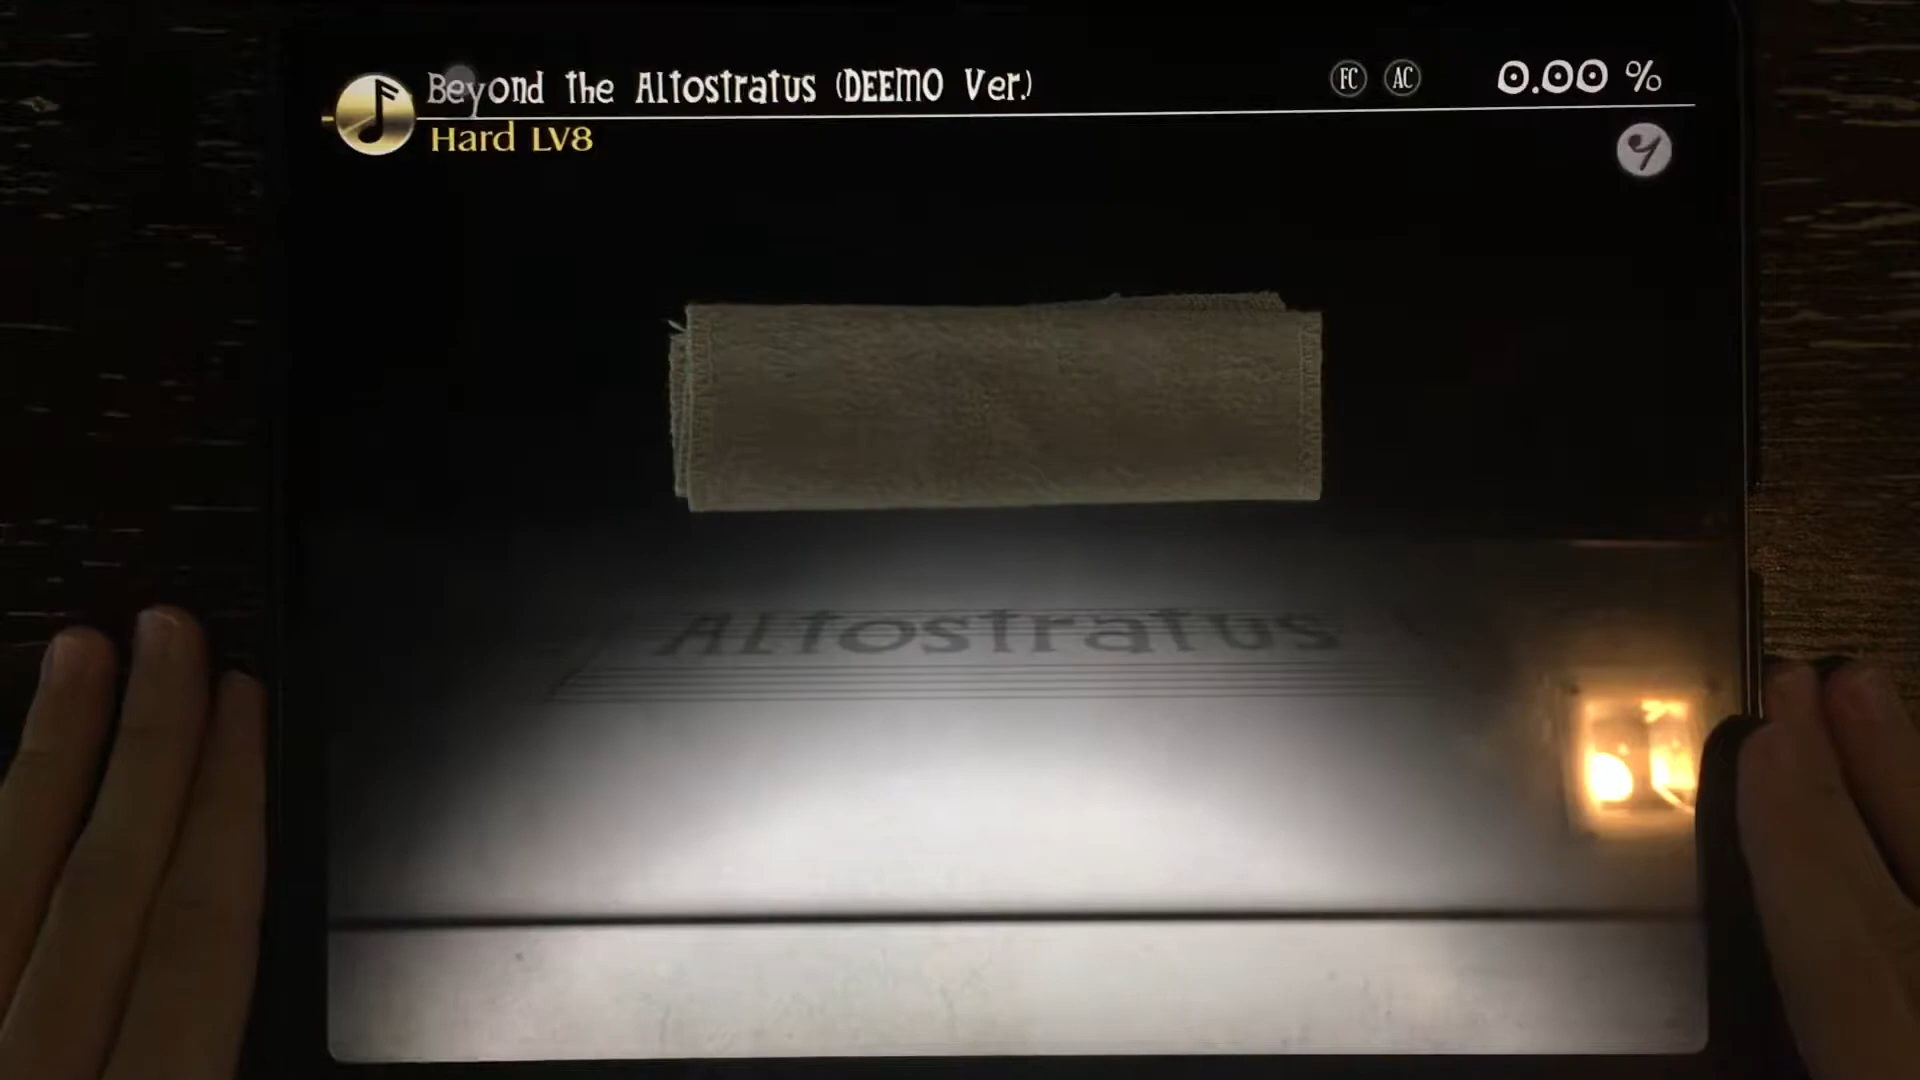 Beyond the Altostratus (DEEMO Ver.)
FC AC 0.00 %
Hard LV8
Altostratus